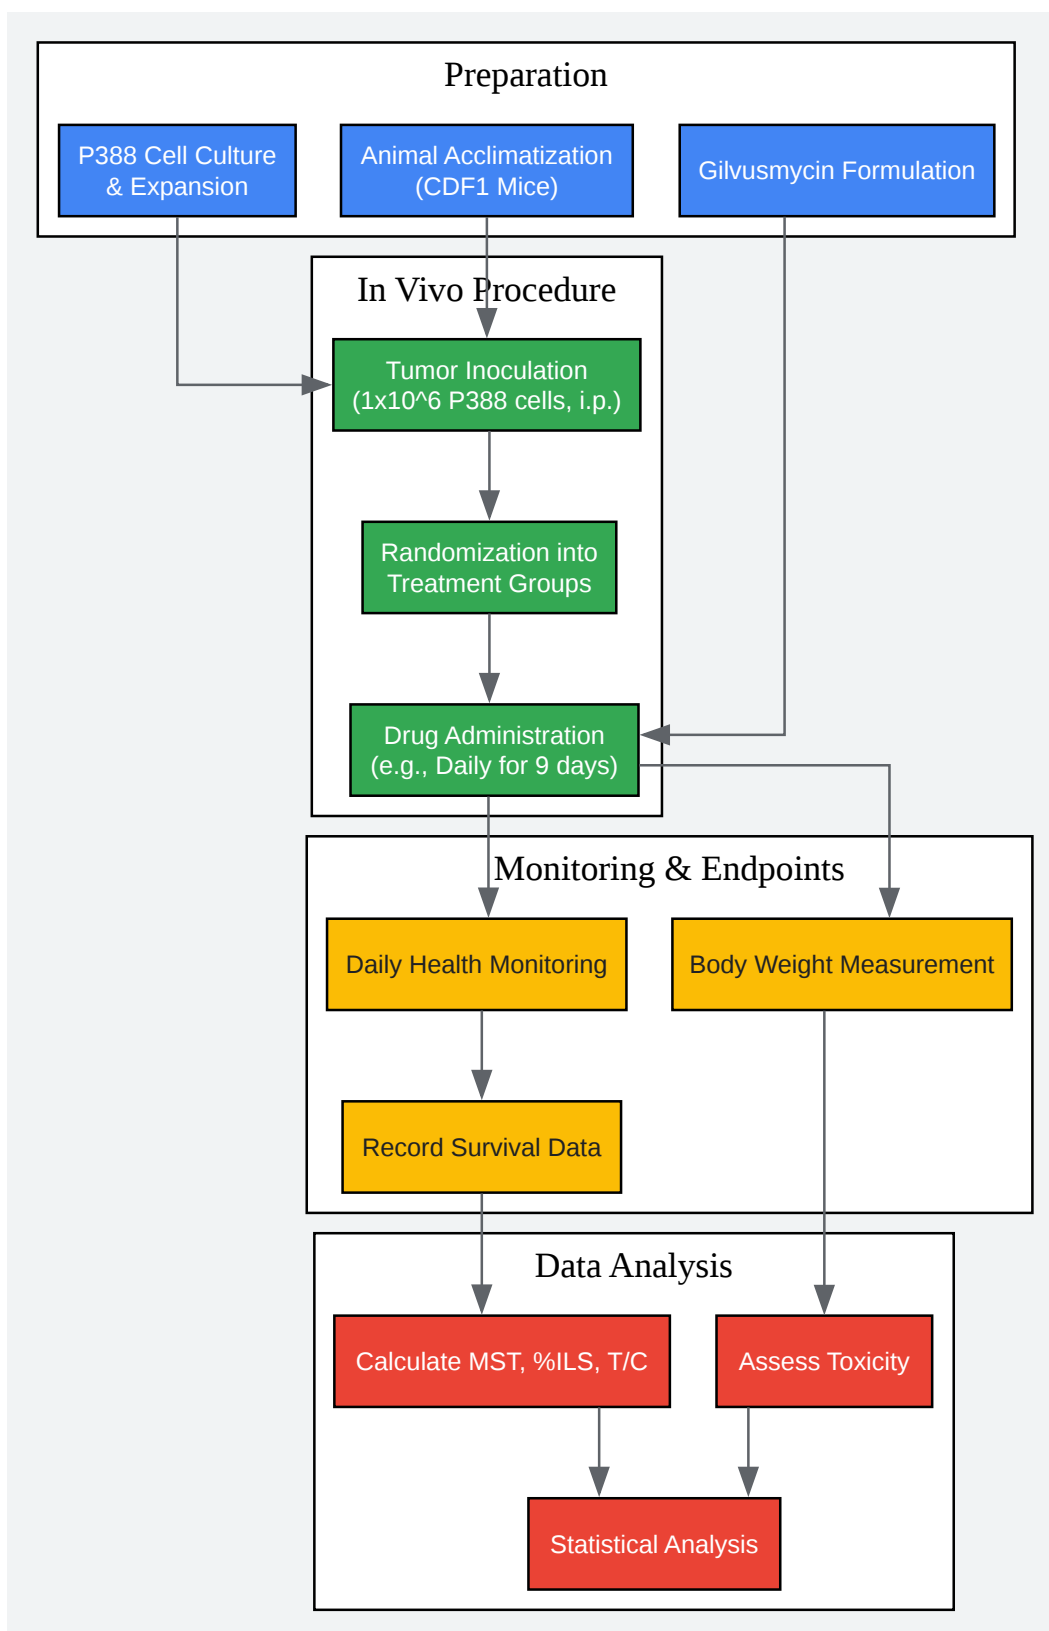 Preparation
P388 Cell Culture
& Expansion
Animal Acclimatization
(CDF1 Mice)
Gilvusmycin Formulation
In Vivo Procedure
Tumor Inoculation
(1x10^6 P388 cells, i.p.)
Randomization into
Treatment Groups
Drug Administration
(e.g., Daily for 9 days)
Monitoring & Endpoints
Daily Health Monitoring
Body Weight Measurement
Record Survival Data
Data Analysis
Calculate MST, %ILS, T/C
Assess Toxicity
Statistical Analysis